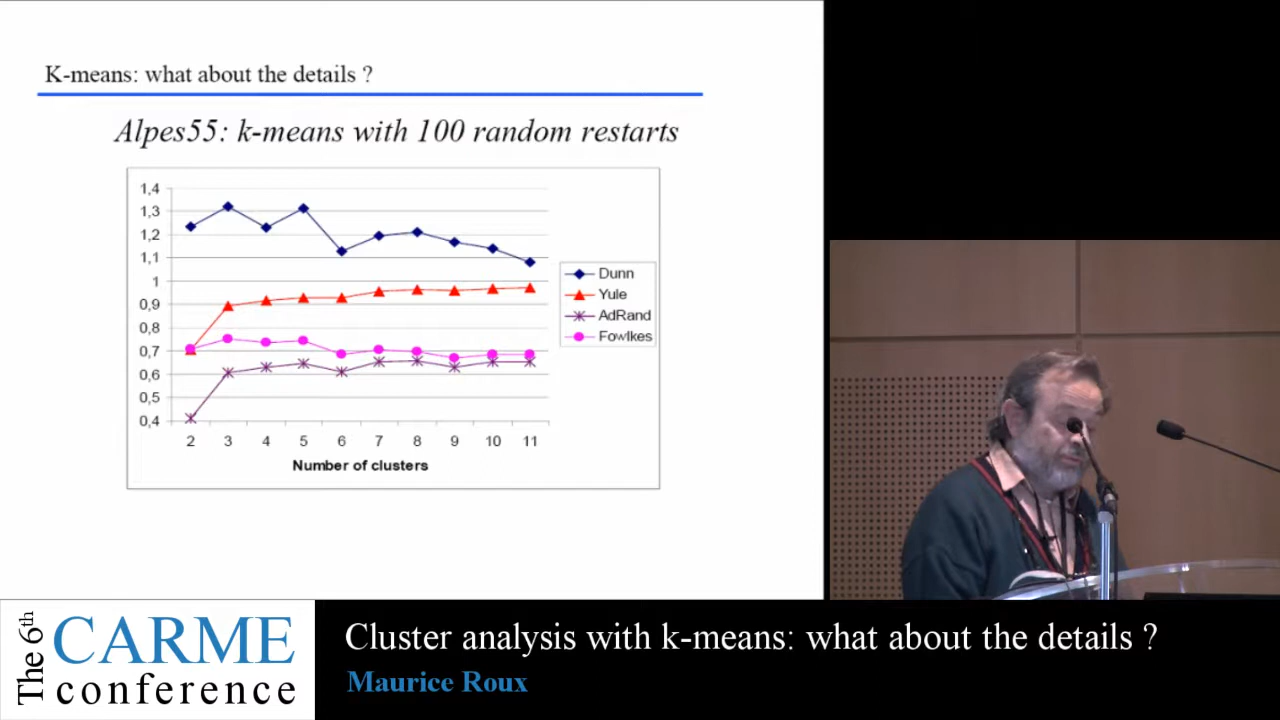 K-means: what about the details ?
Alpes55: k-means with 100 random restarts
1,4
1,3
1,2
1,1
1
0,9
0,8
0,7
0,6
0,5
0,4
2 3 4 5 6 7 8 9 10 11
Number of clusters
Dunn
Yule
AdRand
Fowlkes
The 6th
CARME
conference
Cluster analysis with k-means: what about the details ?
Maurice Roux